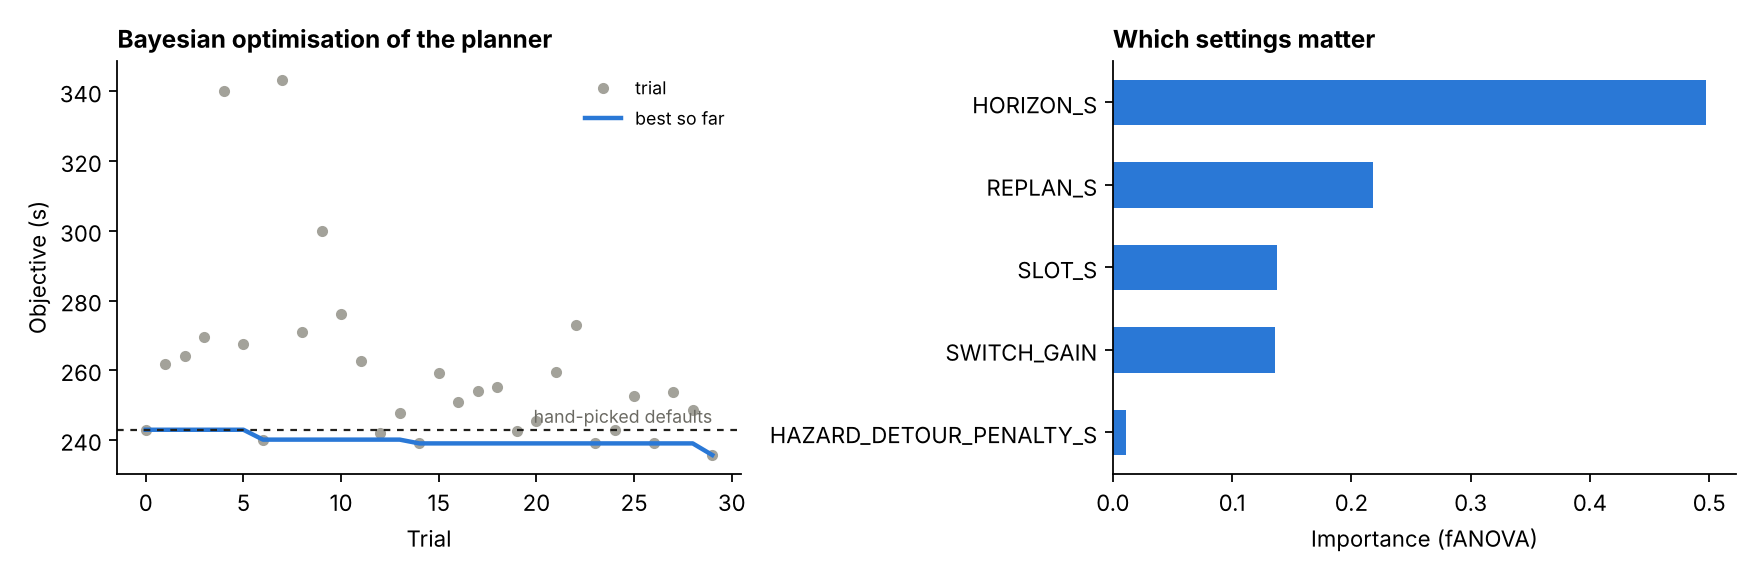 Bayesian optimisation of the planner
340
320
300
280
260
240
Objective (s)
trial
best so far
hand-picked defaults
0 5 10 15 20 25 30
Trial
Which settings matter
HORIZON_S
REPLAN_S
SLOT_S
SWITCH_GAIN
HAZARD_DETOUR_PENALTY_S
0.0 0.1 0.2 0.3 0.4 0.5
Importance (fANOVA)